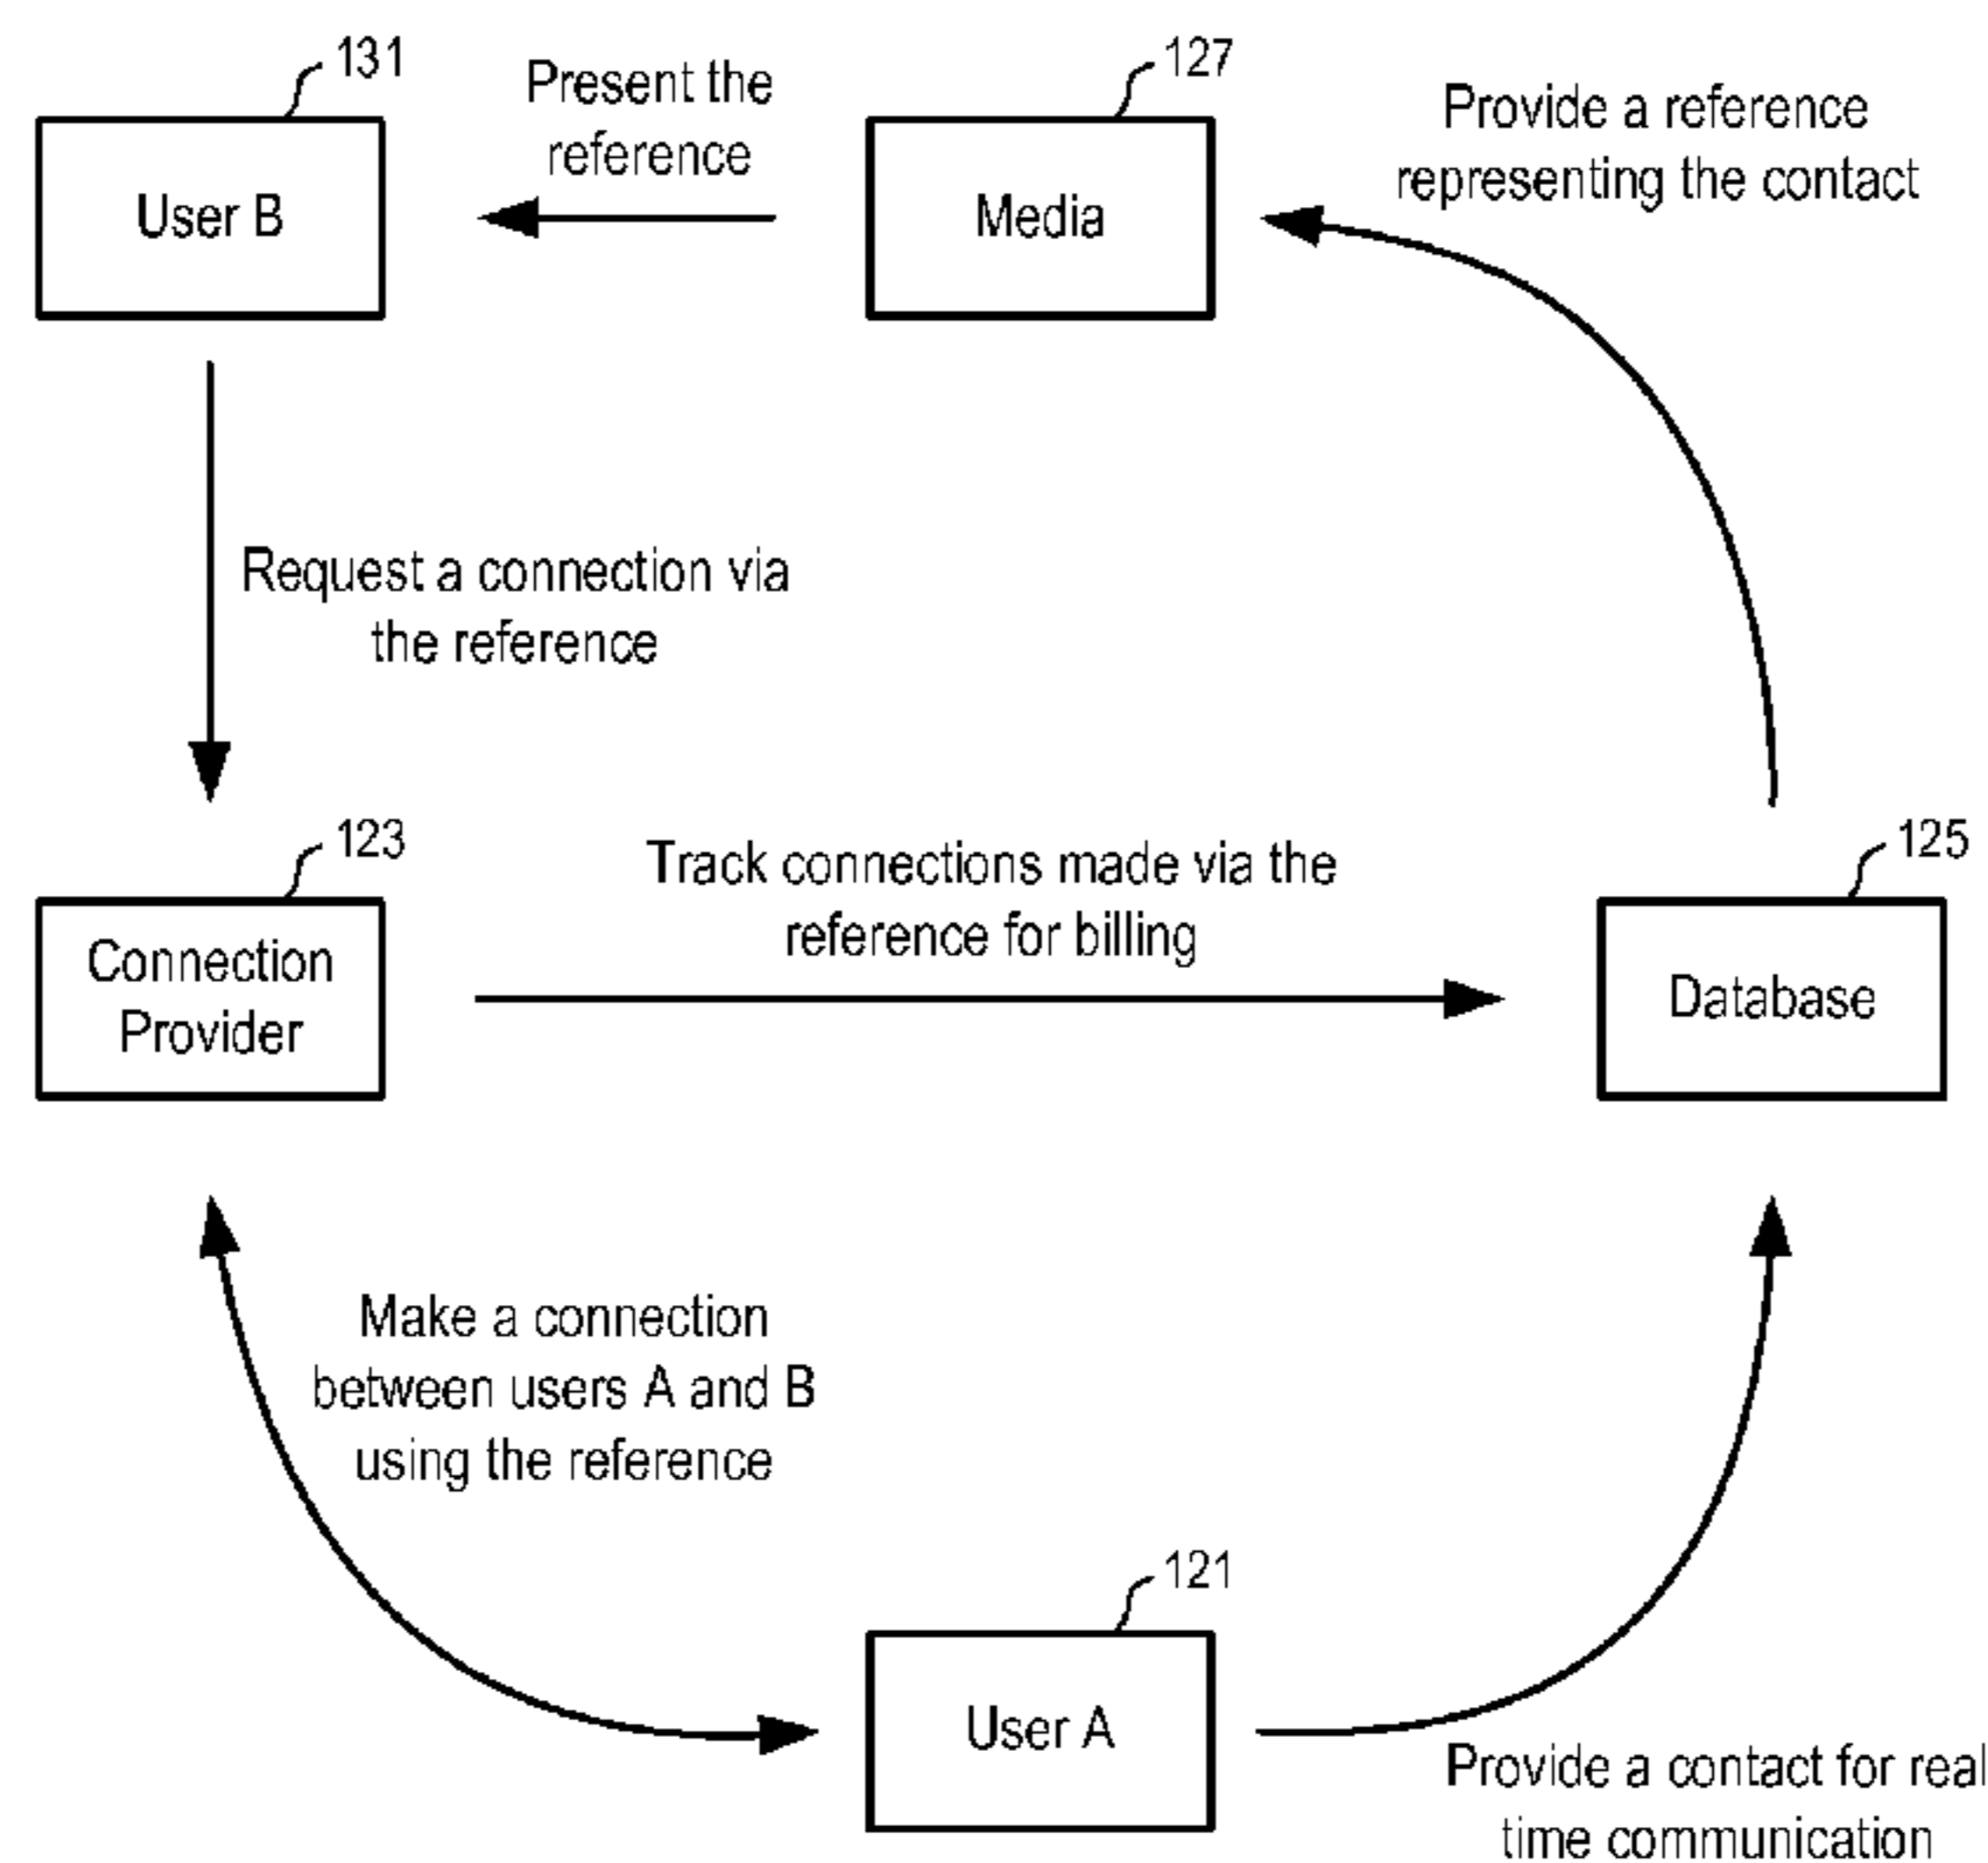 131
Present the
reference
127
Provide a reference
representing the contact
User B
Media
Request a connection via
the reference
123
Track connections made via the
reference for billing
125
Connection
Provider
Database
Make a connection
between users A and B
using the reference
121
User A
Provide a contact for real
time communication